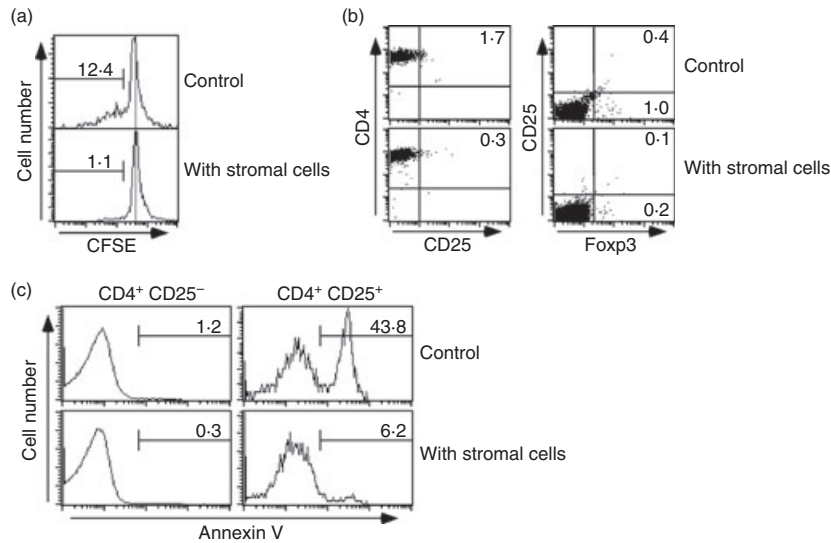 (a)
12·4
Control
1·1
With stromal cells
Cell number
CFSE
(b)
1·7
0·3
CD4
CD25
0·4
1·0
Control
0·1
0·2
With stromal cells
CD25
Foxp3
(c)
CD4⁺ CD25⁻
CD4⁺ CD25⁺
1·2
43·8
Control
0·3
6·2
With stromal cells
Cell number
Annexin V